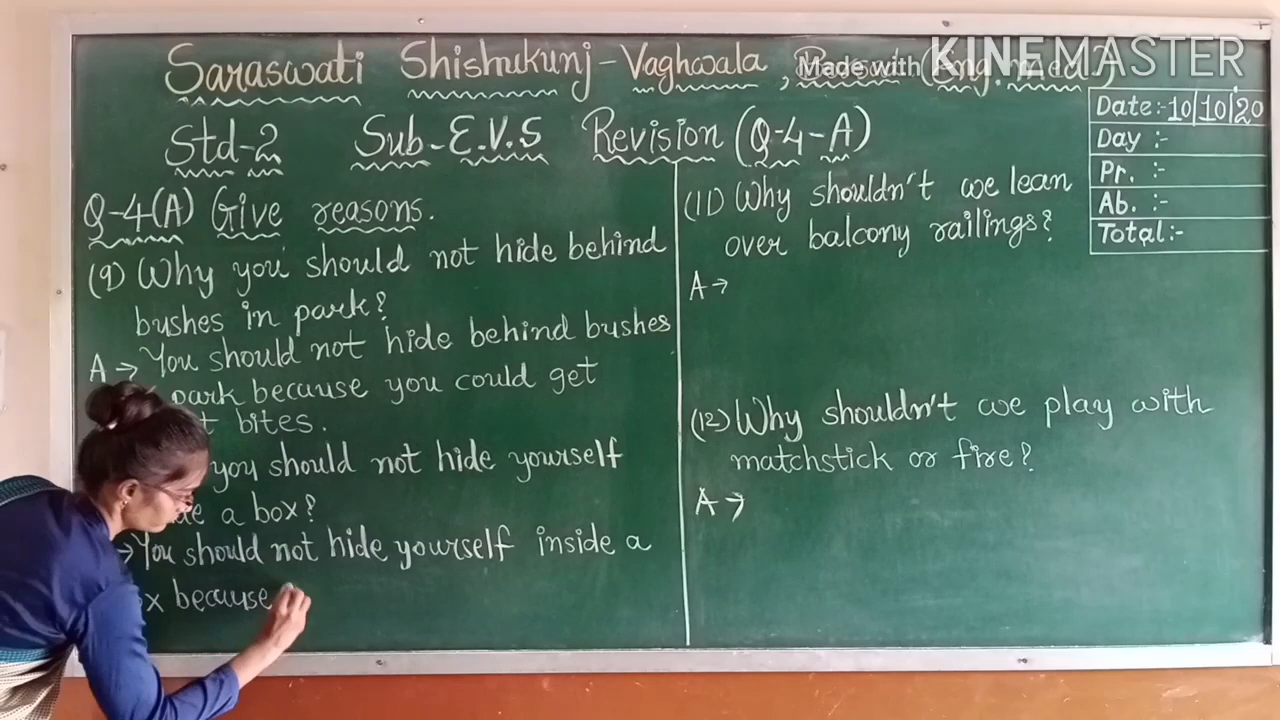 Saraswati Shishukunj-Vaghwala, (Eng. med.)
Made with KINEMASTER
Date:-10/10/20
Day :-
Pr. :-
Ab. :-
Total:-
Std-2 Sub-E.V.S Revision (Q-4-A)
Q-4(A) Give reasons.
(9) Why you should not hide behind
bushes in park?
A→ You should not hide behind bushes
park because you could get
bites.
you should not hide yourself
a box?
→You should not hide yourself inside a
because
(11) Why shouldn't we lean
over balcony railings?
A→
(12) Why shouldn't we play with
matchstick or fire?
A→